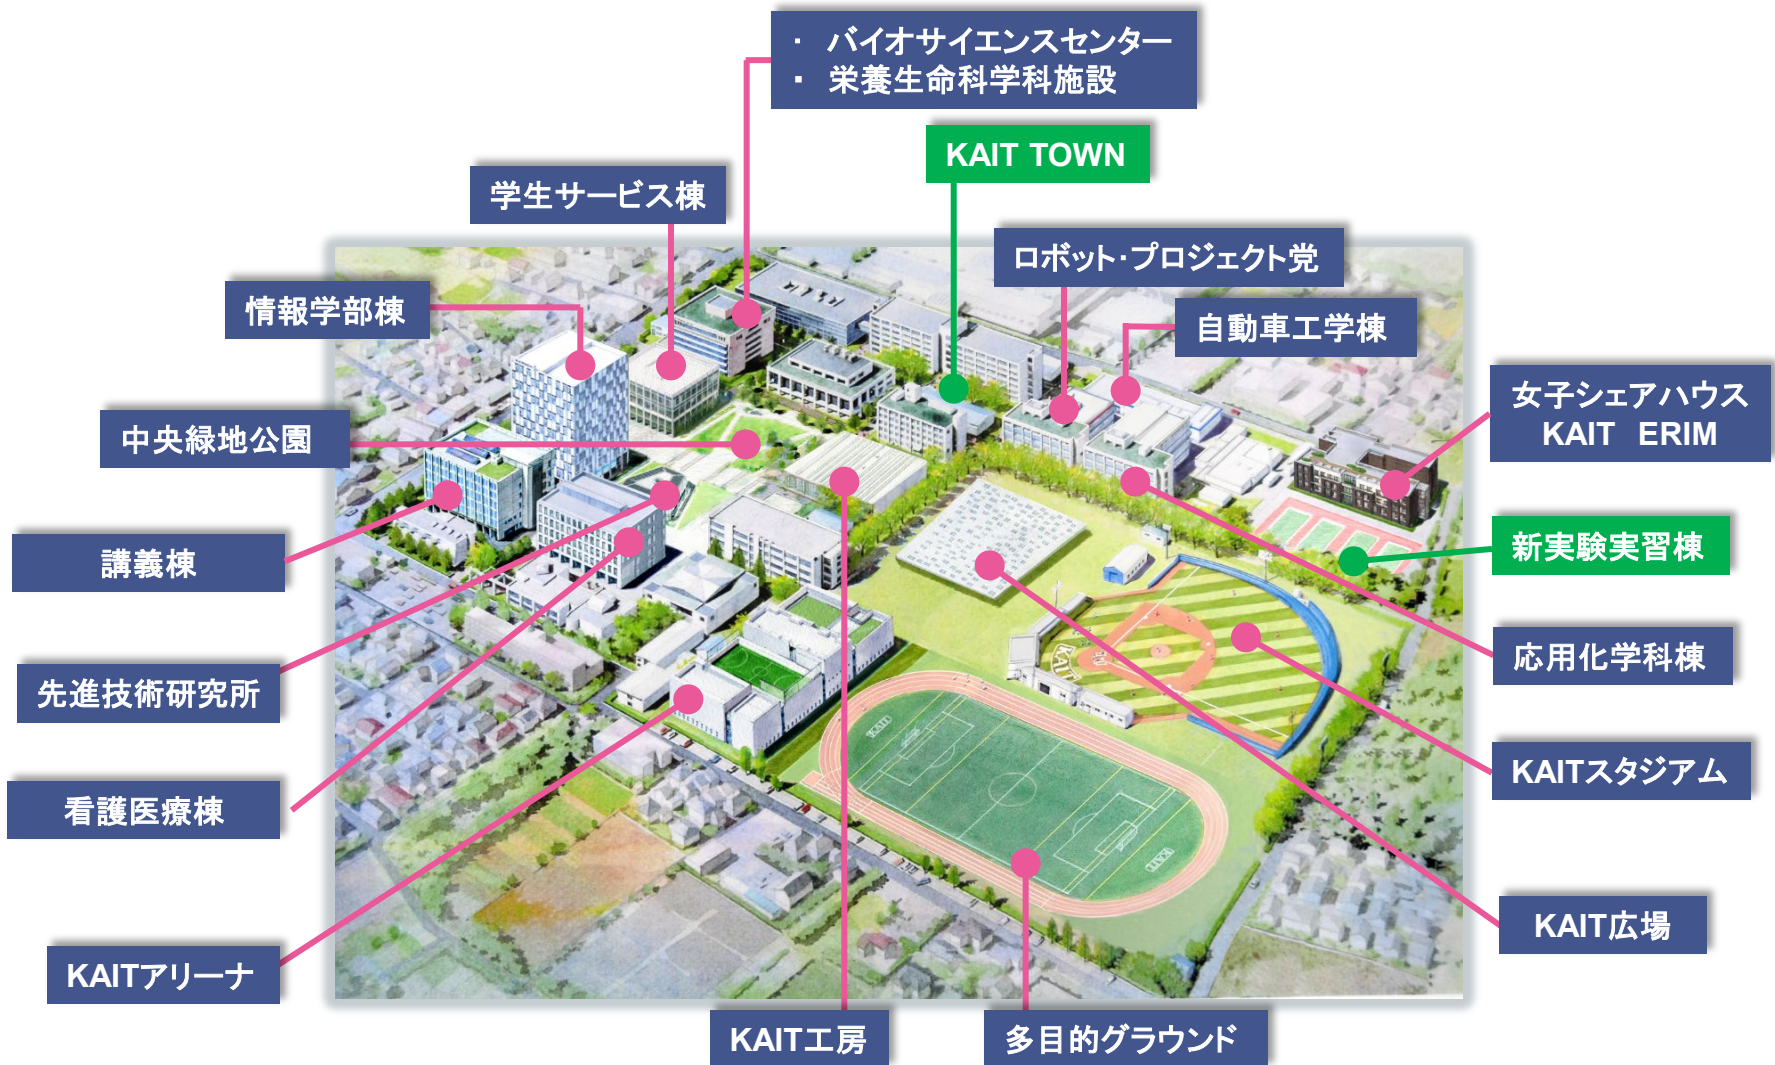 ・ バイオサイエンスセンター
▪ 栄養生命科学科施設
KAIT TOWN
学生サービス棟
ロボット・プロジェクト党
情報学部棟
自動車工学棟
女子シェアハウス
KAIT ERIM
中央緑地公園
新実験実習棟
講義棟
応用化学科棟
先進技術研究所
KAITスタジアム
看護医療棟
KAIT広場
KAITアリーナ
KAIT工房
多目的グラウンド
KAIT
KAIT
KAIT